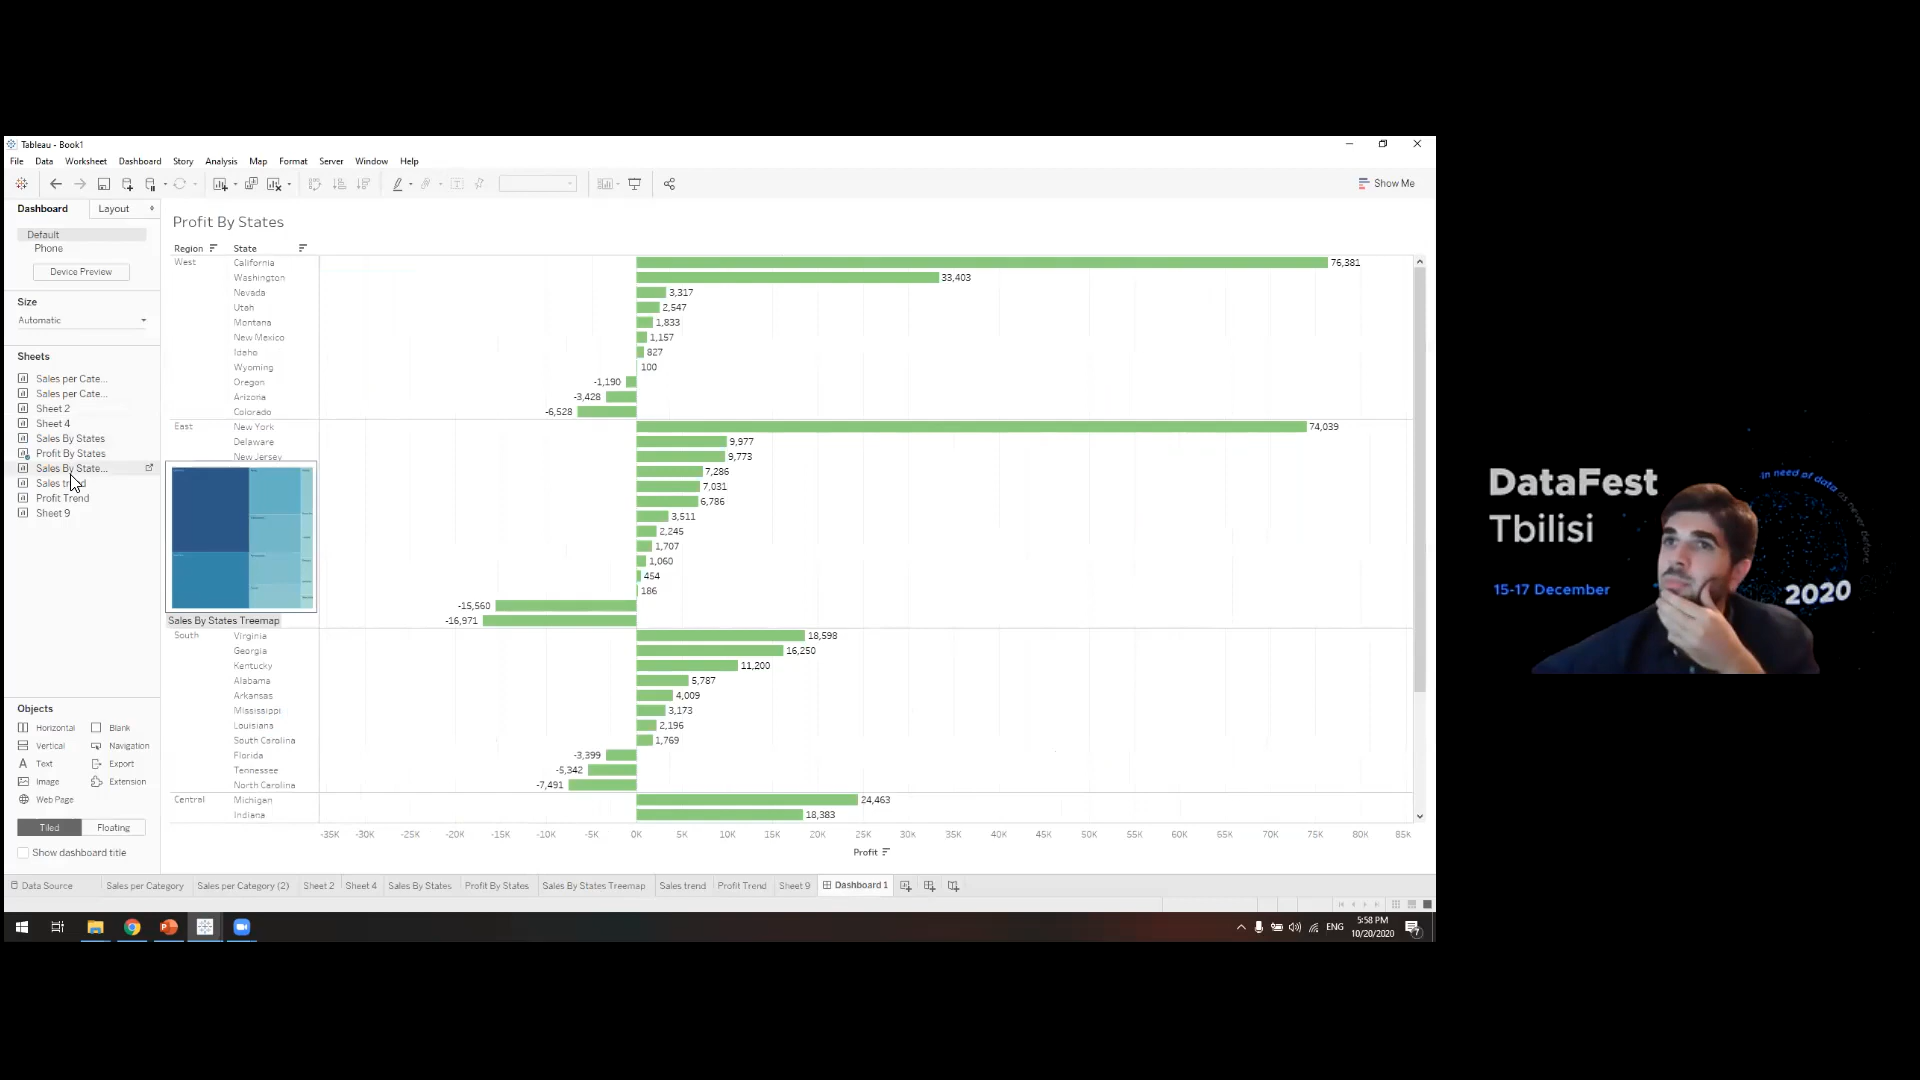 Tableau - Book1
File Data Worksheet Dashboard Story Analysis Map Format Server Window Help
Show Me
Dashboard Layout
Default
Phone
Device Preview
Size
Automatic
Sheets
Sales per Cate...
Sales per Cate...
Sheet 2
Sheet 4
Sales By States
Profit By States
Sales By State...
Sales trend
Profit Trend
Sheet 9
Objects
Horizontal Blank
Vertical Navigation
Text Export
Image Extension
Web Page
Tiled Floating
Show dashboard title
Profit By States
Region State
West California 76,381
Washington 33,403
Nevada 3,317
Utah 2,547
Montana 1,833
New Mexico 1,157
Idaho 827
Wyoming 100
Oregon -1,190
Arizona -3,428
Colorado -6,528
East New York 74,039
Delaware 9,977
New Jersey 9,773
7,286
7,031
6,786
3,511
2,245
1,707
1,060
454
186
-15,560
-16,971
Sales By States Treemap
South Virginia 18,598
Georgia 16,250
Kentucky 11,200
Alabama 5,787
Arkansas 4,009
Mississippi 3,173
Louisiana 2,196
South Carolina 1,769
Florida -3,399
Tennessee -5,342
North Carolina -7,491
Central Michigan 24,463
Indiana 18,383
-35K -30K -25K -20K -15K -10K -5K 0K 5K 10K 15K 20K 25K 30K 35K 40K 45K 50K 55K 60K 65K 70K 75K 80K 85K
Profit
Data Source Sales per Category Sales per Category (2) Sheet 2 Sheet 4 Sales By States Profit By States Sales By States Treemap Sales trend Profit Trend Sheet 9 Dashboard 1
ENG
5:58 PM
10/20/2020
7
DataFest
Tbilisi
15-17 December
2020
in need of data as never before